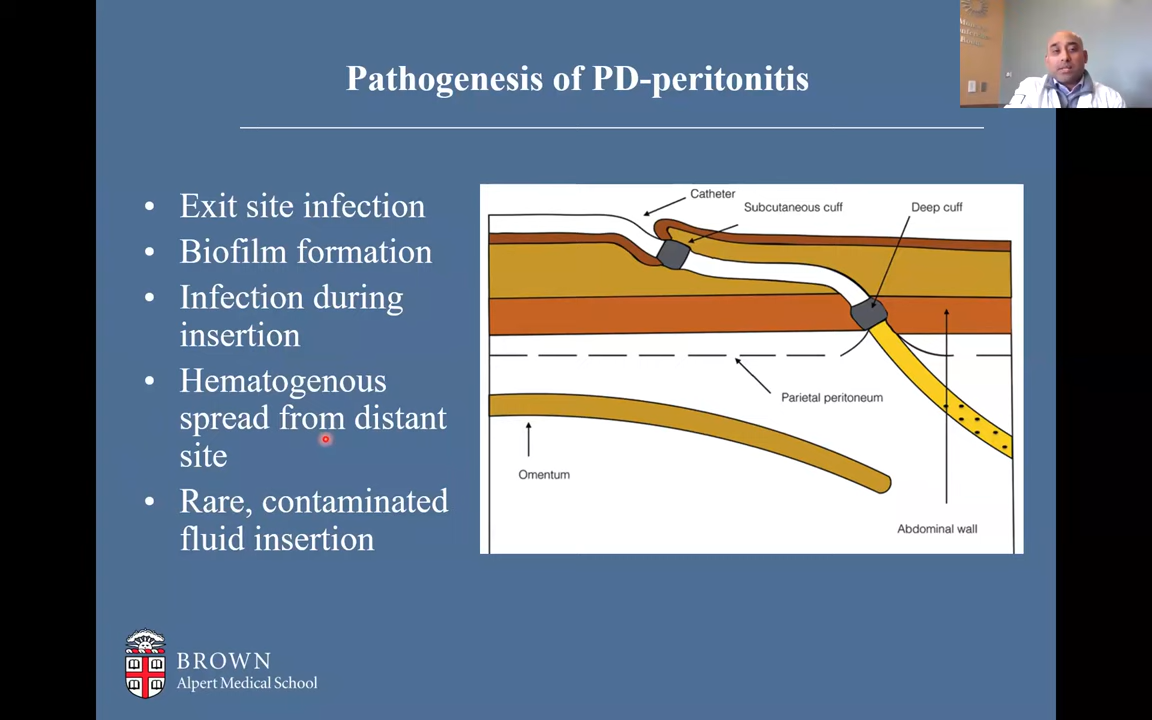 Pathogenesis of PD-peritonitis
• Exit site infection
• Biofilm formation
• Infection during
insertion
• Hematogenous
spread from distant
site
• Rare, contaminated
fluid insertion
Catheter
Subcutaneous cuff
Deep cuff
Parietal peritoneum
Omentum
Abdominal wall
BROWN
Alpert Medical School